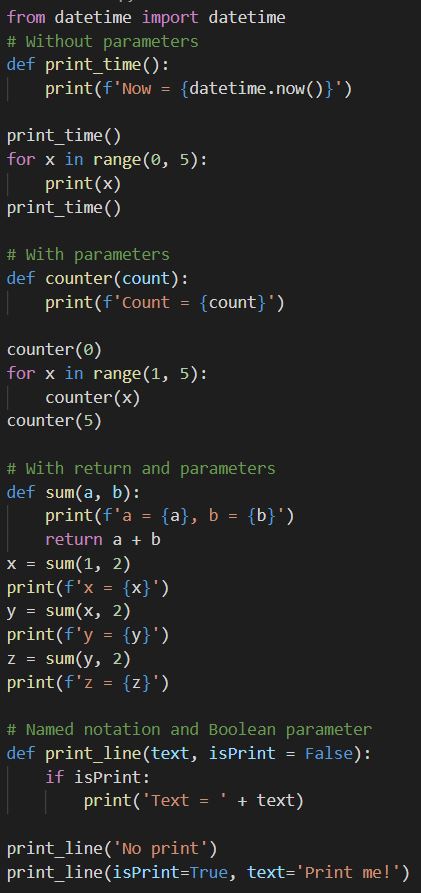 from datetime import datetime
# Without parameters
def print_time():
    print(f'Now = {datetime.now()}')

print_time()
for x in range(0, 5):
    print(x)
print_time()

# With parameters
def counter(count):
    print(f'Count = {count}')

counter(0)
for x in range(1, 5):
    counter(x)
counter(5)

# With return and parameters
def sum(a, b):
    print(f'a = {a}, b = {b}')
    return a + b
x = sum(1, 2)
print(f'x = {x}')
y = sum(x, 2)
print(f'y = {y}')
z = sum(y, 2)
print(f'z = {z}')

# Named notation and Boolean parameter
def print_line(text, isPrint = False):
    if isPrint:
        print('Text = ' + text)

print_line('No print')
print_line(isPrint=True, text='Print me!')